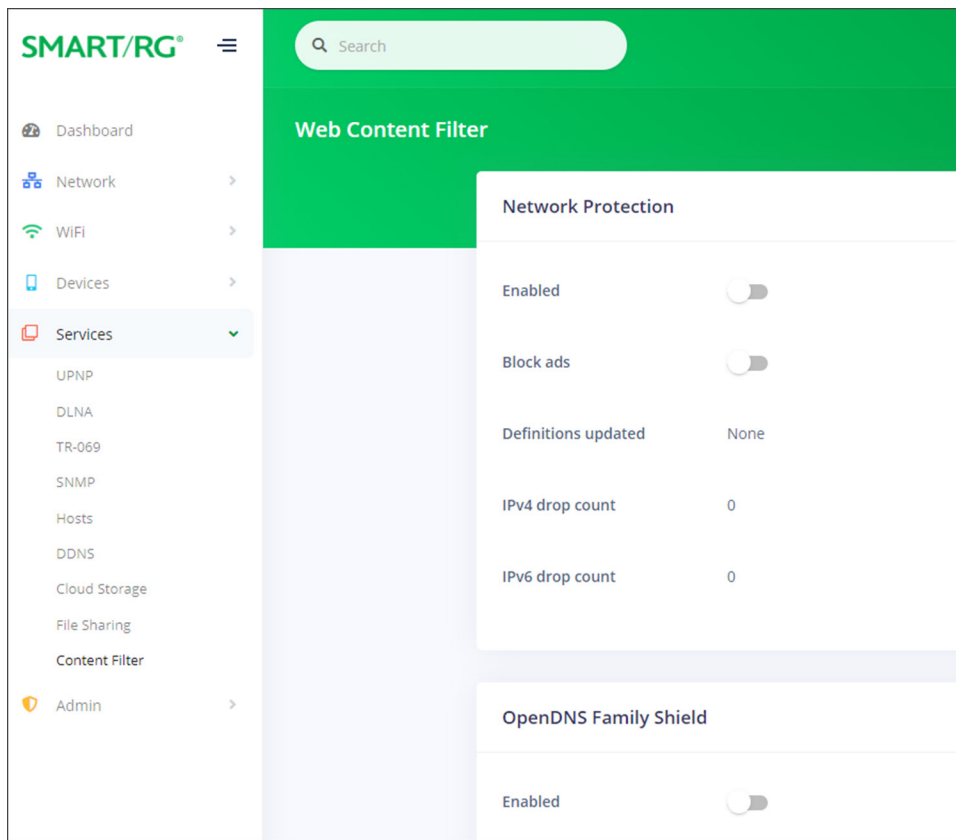 SMART/RG®
Search
Dashboard
Network
WiFi
Devices
Services
UPNP
DLNA
TR-069
SNMP
Hosts
DDNS
Cloud Storage
File Sharing
Content Filter
Admin
Web Content Filter
Network Protection
Enabled
Block ads
Definitions updated None
IPv4 drop count 0
IPv6 drop count 0
OpenDNS Family Shield
Enabled